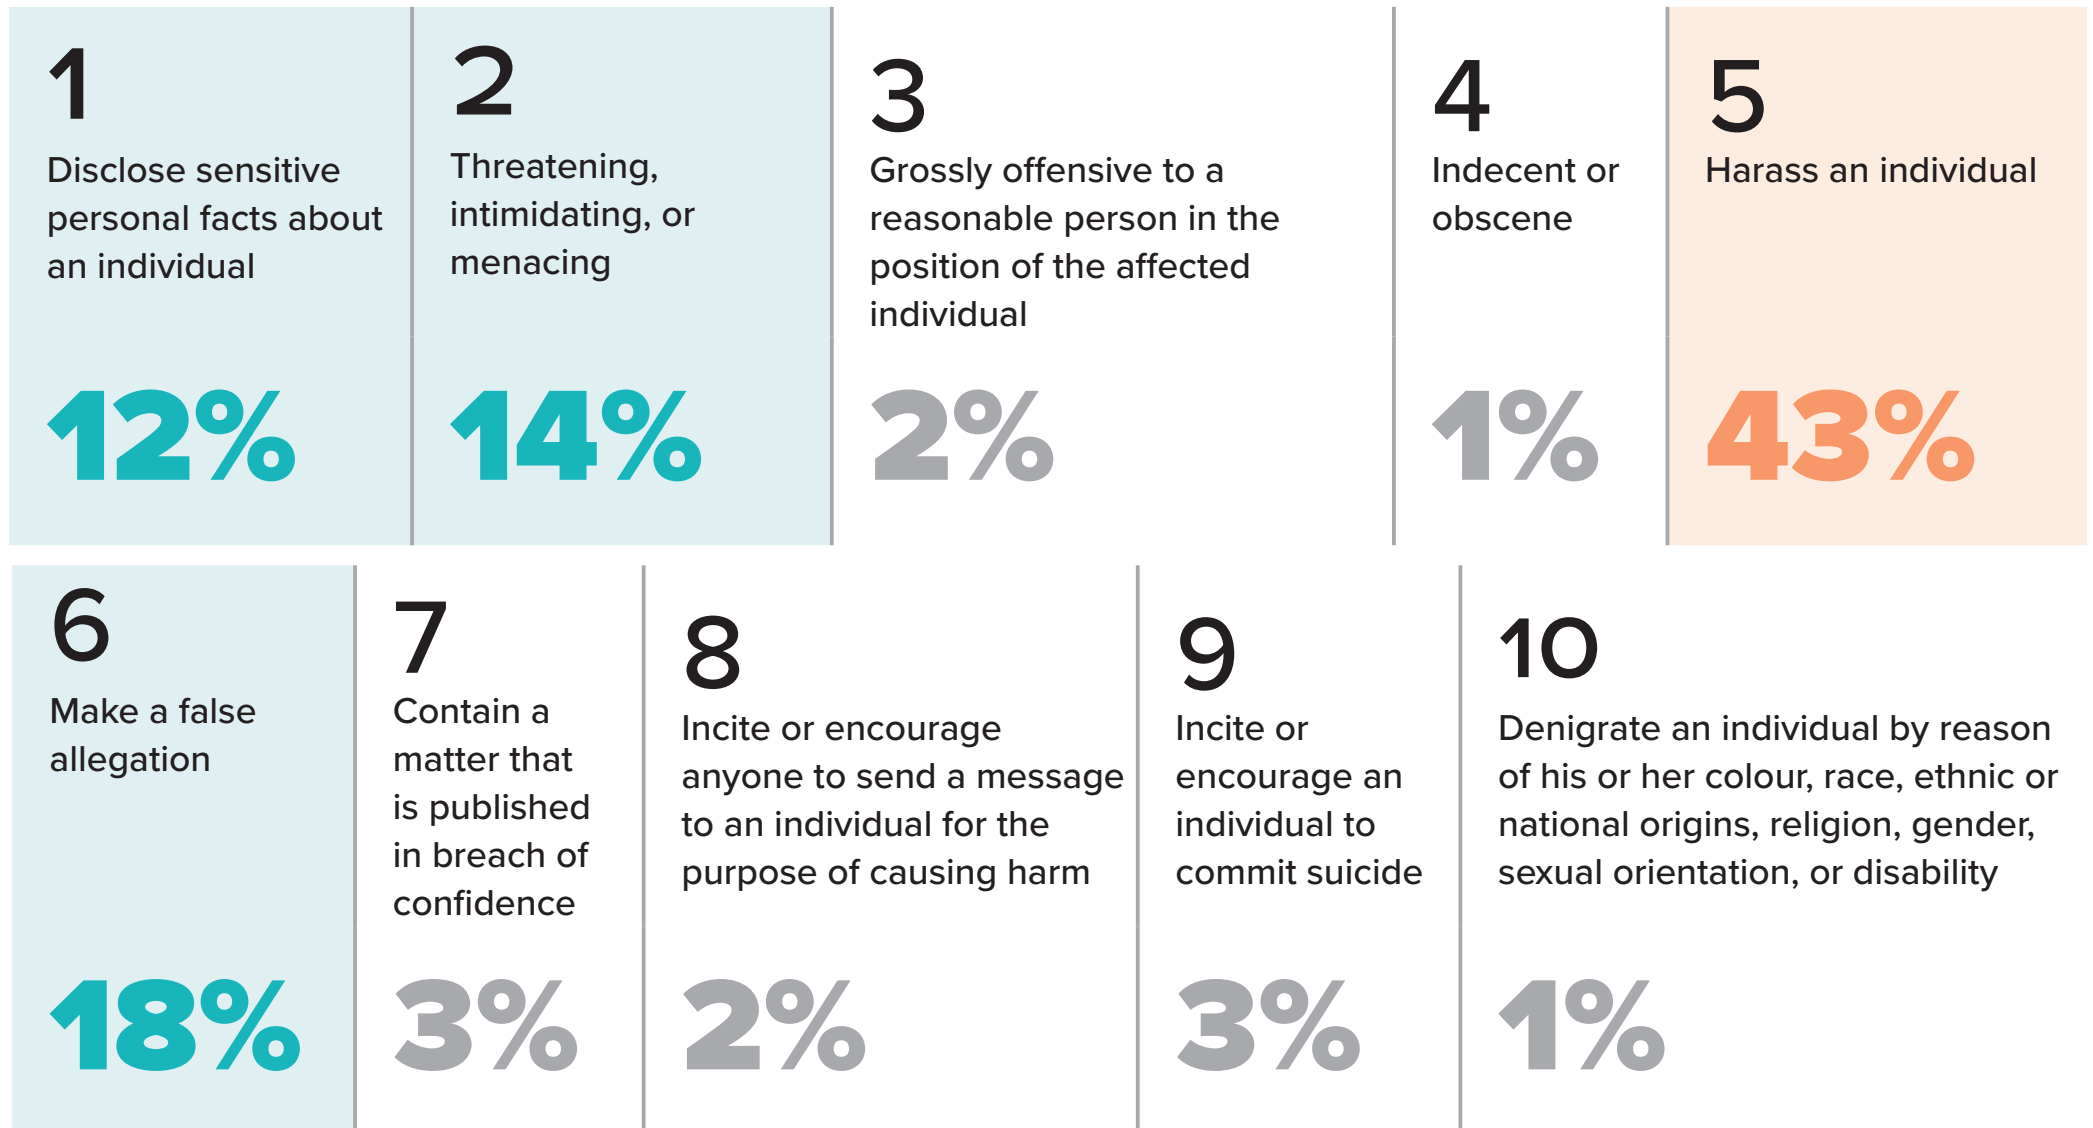 1
Disclose sensitive
personal facts about
an individual
12%
2
Threatening,
intimidating, or
menacing
14%
3
Grossly offensive to a
reasonable person in the
position of the affected
individual
2%
4
Indecent or
obscene
1%
5
Harass an individual
43%
6
Make a false
allegation
18%
7
Contain a
matter that
is published
in breach of
confidence
3%
8
Incite or encourage
anyone to send a message
to an individual for the
purpose of causing harm
2%
9
Incite or
encourage an
individual to
commit suicide
3%
10
Denigrate an individual by reason
of his or her colour, race, ethnic or
national origins, religion, gender,
sexual orientation, or disability
1%